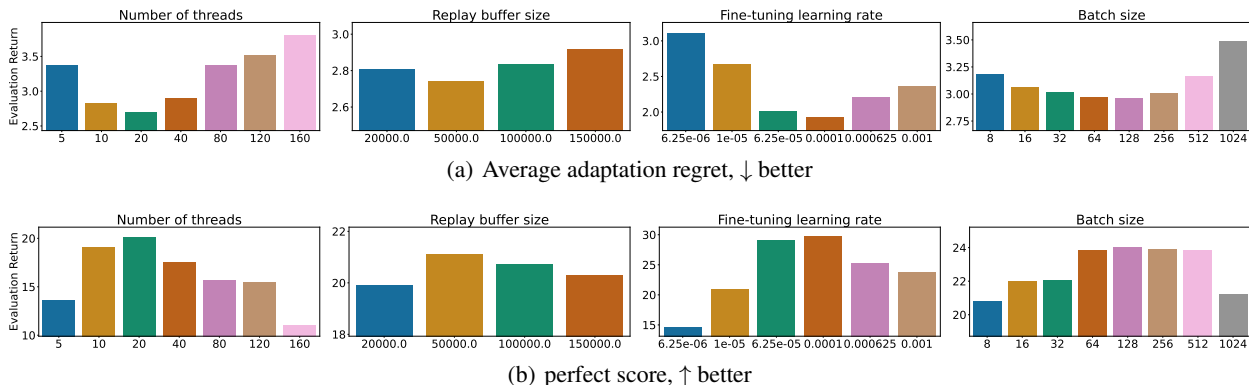 Number of threads
Replay buffer size
Fine-tuning learning rate
Batch size
Evaluation Return
3.5
3.0
2.5
5 10 20 40 80 120 160
3.0
2.8
2.6
20000.0 50000.0 100000.0 150000.0
3.0
2.5
2.0
6.25e-06 1e-05 6.25e-05 0.0001 0.000625 0.001
3.50
3.25
3.00
2.75
8 16 32 64 128 256 512 1024
(a) Average adaptation regret, ↓ better
Number of threads
Replay buffer size
Fine-tuning learning rate
Batch size
Evaluation Return
20
15
10
5 10 20 40 80 120 160
22
20
18
20000.0 50000.0 100000.0 150000.0
30
25
20
15
6.25e-06 1e-05 6.25e-05 0.0001 0.000625 0.001
24
22
20
8 16 32 64 128 256 512 1024
(b) perfect score, ↑ better